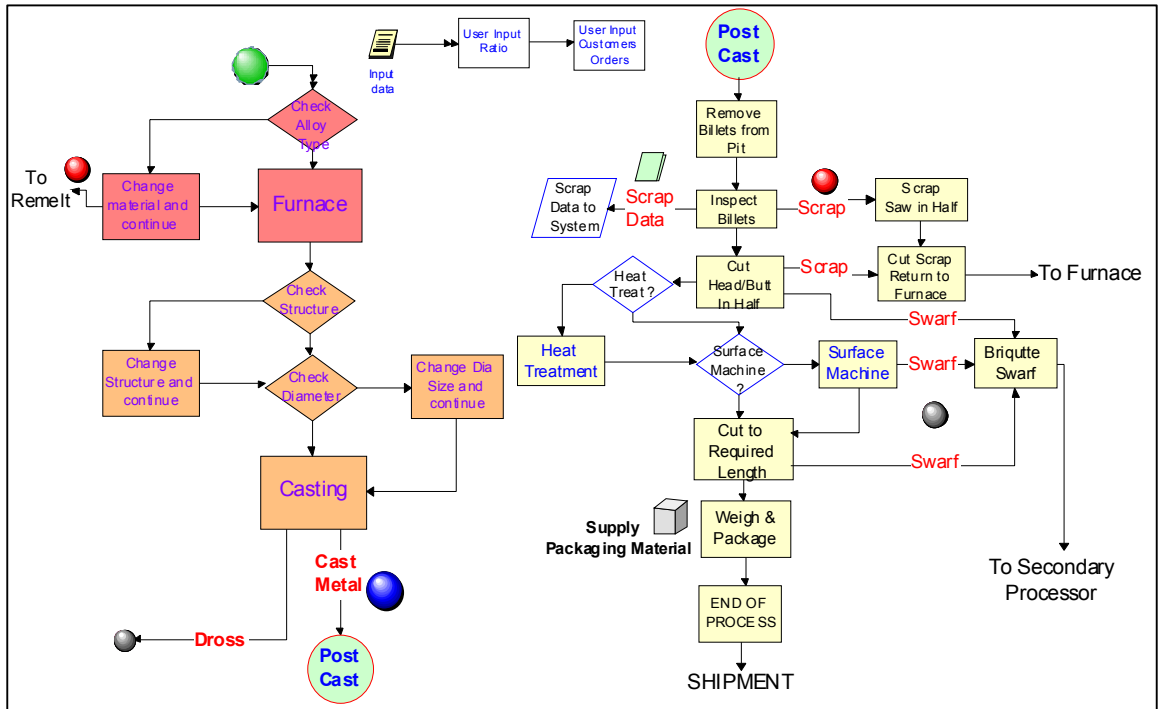 Input
data
User Input
Ratio
User Input
Customers
Orders
Check
Alloy
Type
To
Remelt
Change
material and
continue
Furnace
Check
Structure
Change
Structure and
continue
Check
Diameter
Change Dia
Size and
continue
Casting
Cast
Metal
Dross
Post
Cast
Post
Cast
Remove
Billets from
Pit
Scrap
Data to
System
Scrap
Data
Inspect
Billets
Scrap
Scrap
Saw in Half
Heat
Treat?
Cut
Head/Butt
In Half
Scrap
Cut Scrap
Return to
Furnace
To Furnace
Swarf
Heat
Treatment
Surface
Machine
?
Surface
Machine
Swarf
Briqutte
Swarf
Cut to
Required
Length
Swarf
Supply
Packaging Material
Weigh &
Package
To Secondary
Processor
END OF
PROCESS
SHIPMENT